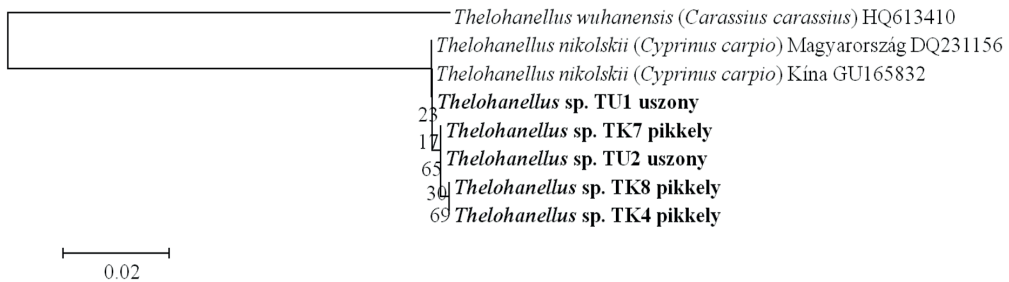 Thelohanellus wuhanensis (Carassius carassius) HQ613410
Thelohanellus nikolskii (Cyprinus carpio) Magyarország DQ231156
Thelohanellus nikolskii (Cyprinus carpio) Kína GU165832
Thelohanellus sp. TU1 uszony
23
Thelohanellus sp. TK7 pikkely
17
Thelohanellus sp. TU2 uszony
65
Thelohanellus sp. TK8 pikkely
30
Thelohanellus sp. TK4 pikkely
69
0.02